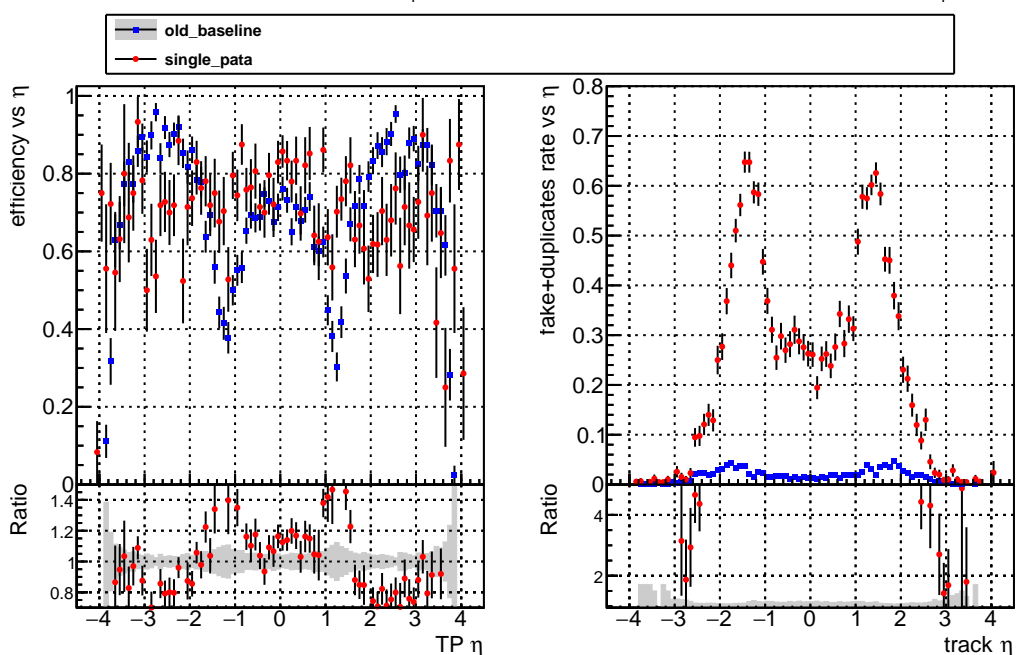 old_baseline
single_pata
efficiency vs η
1
0.8
0.6
0.4
0.2
0
Ratio
1.4
1.2
1
0.8
−4 −3 −2 −1 0 1 2 3 4
TP η
fake+duplicates rate vs η
0.8
0.7
0.6
0.5
0.4
0.3
0.2
0.1
0
Ratio
4
2
−4 −3 −2 −1 0 1 2 3 4
track η